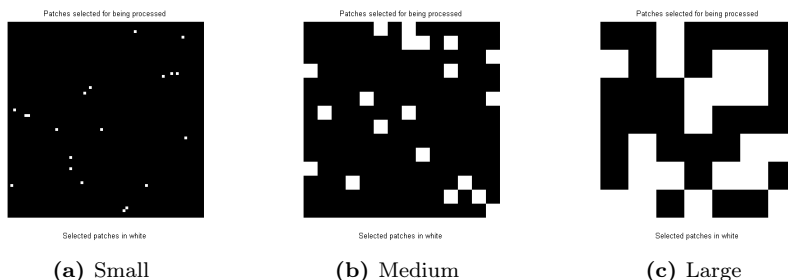 Patches selected for being processed
Patches selected for being processed
Patches selected for being processed
Selected patches in white
Selected patches in white
Selected patches in white
(a) Small
(b) Medium
(c) Large